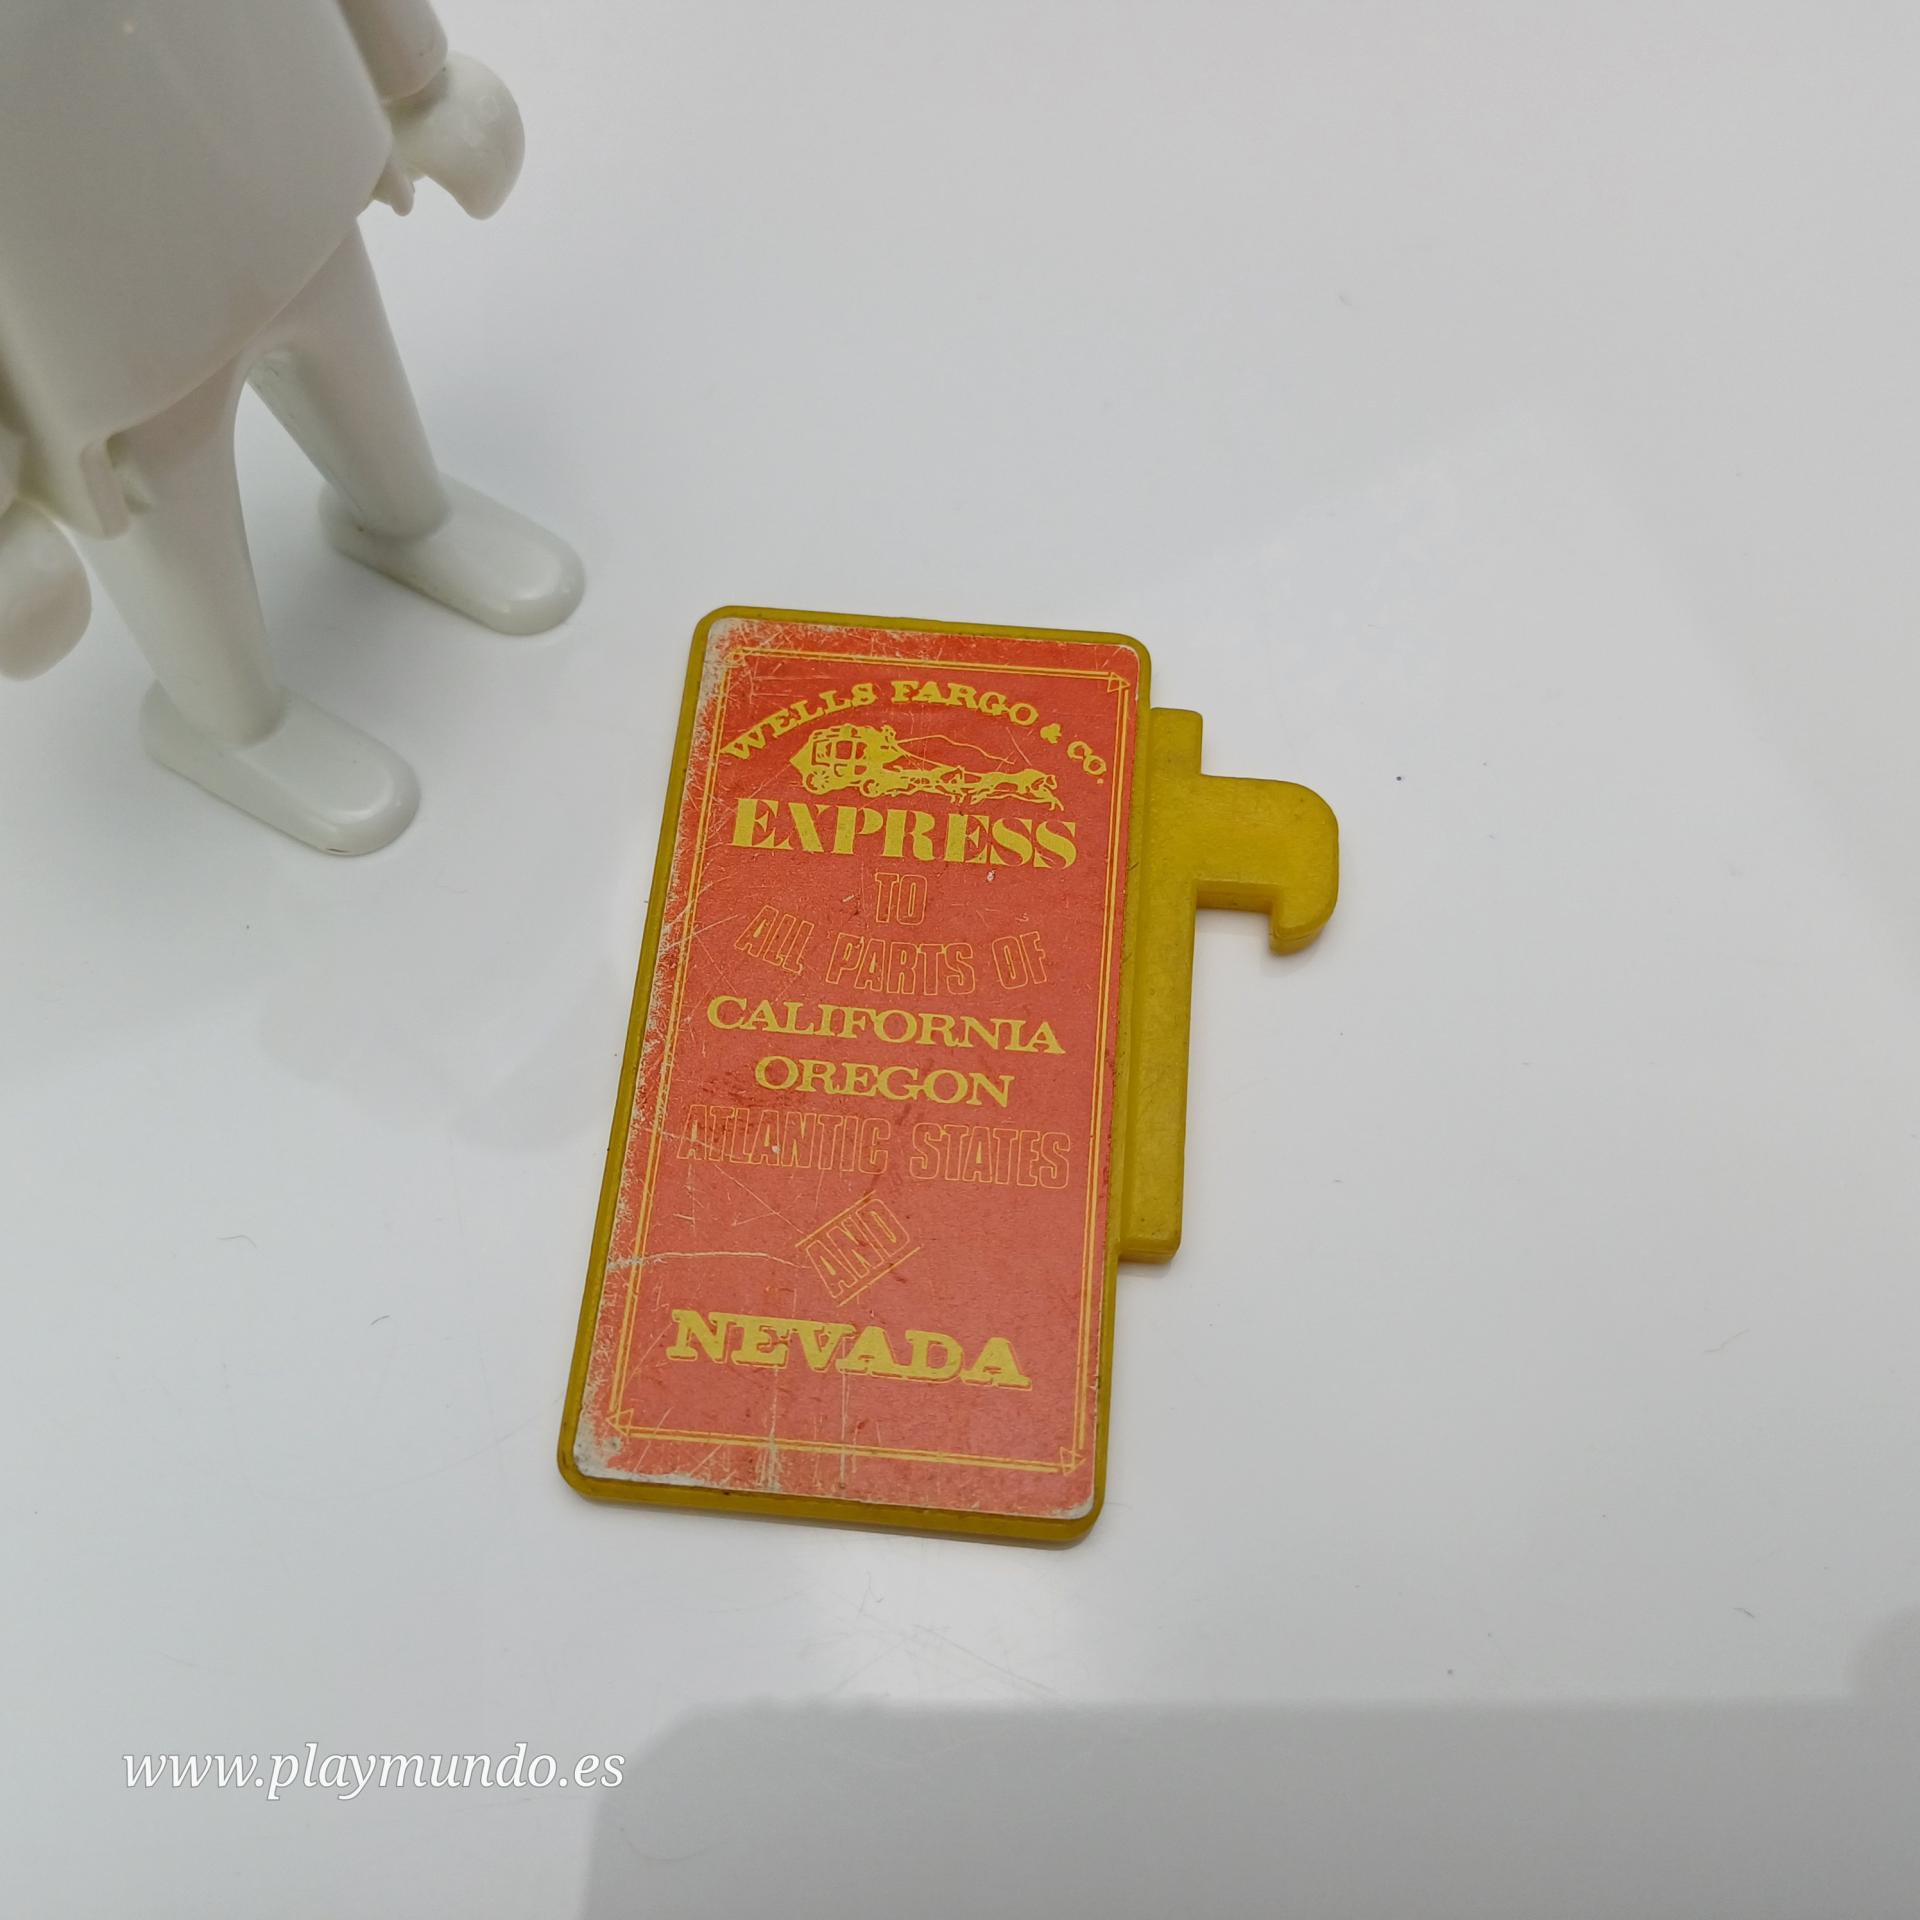 WELLS FARGO & CO.
EXPRESS
TO
ALL PARTS OF
CALIFORNIA
OREGON
ATLANTIC STATES
AND
NEVADA
www.playmundo.es